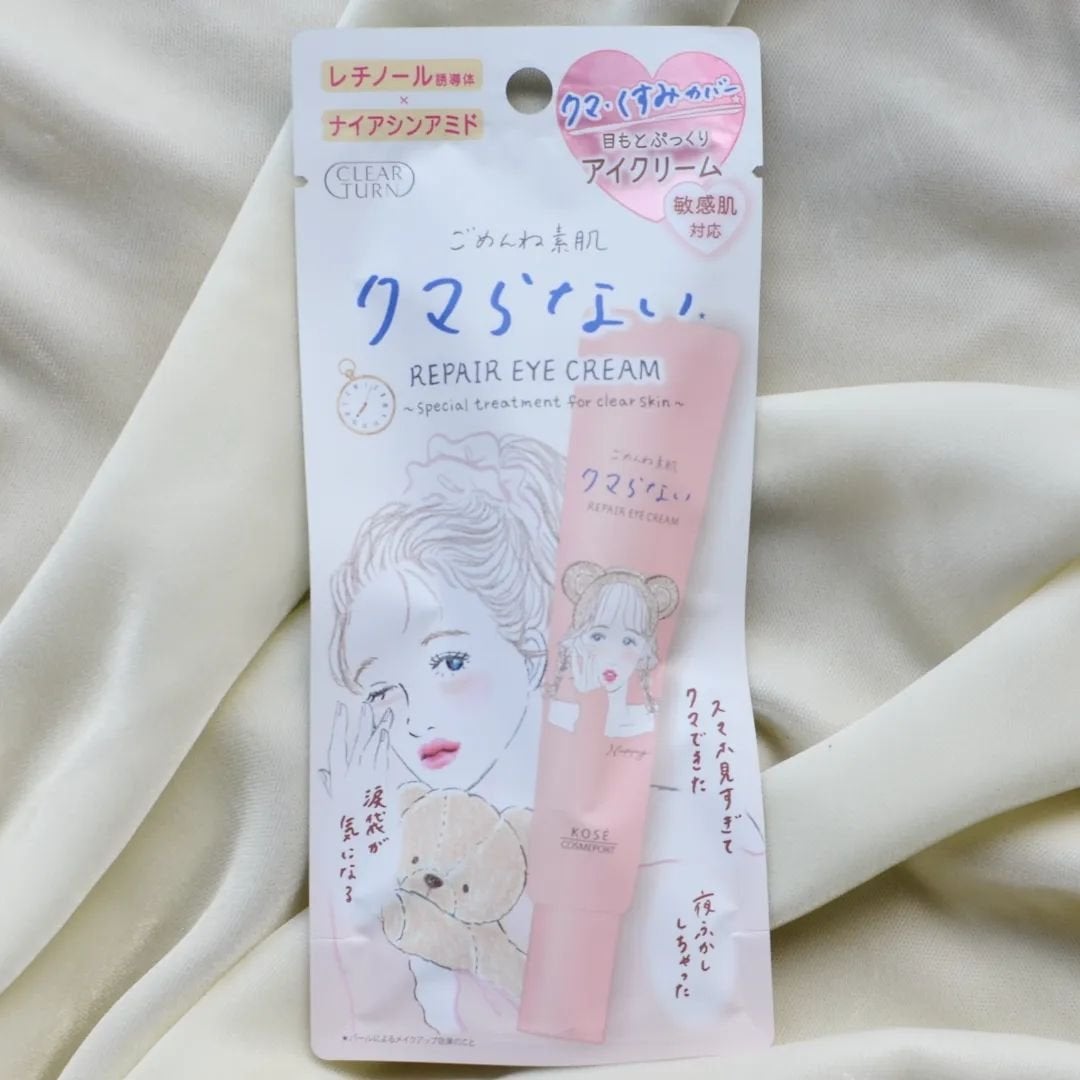 レチノール誘導体
×
ナイアシンアミド
CLEAR
TURN
クマ・くすみカバー★
目もとぷっくり
アイクリーム
敏感肌
対応
ごめんね素肌
クマらない
REPAIR EYE CREAM
~special treatment for clear skin~
ごめんね素肌
クマらない
REPAIR EYE CREAM
Happy
KOSÉ
COSMEPORT
スマホ見すぎて
クマできた
涙袋が
気になる
夜ふかし
しちゃった
★パールによるメイクアップ効果のこと